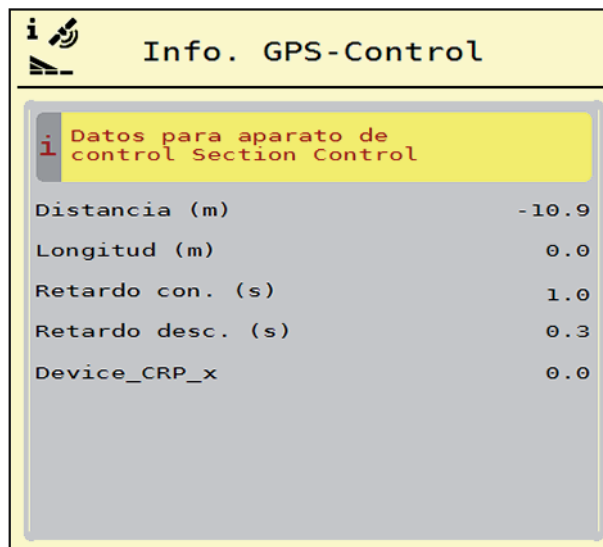 Info. GPS-Control
i Datos para aparato de
control Section Control
Distancia (m) -10.9
Longitud (m) 0.0
Retardo con. (s) 1.0
Retardo desc. (s) 0.3
Device_CRP_x 0.0